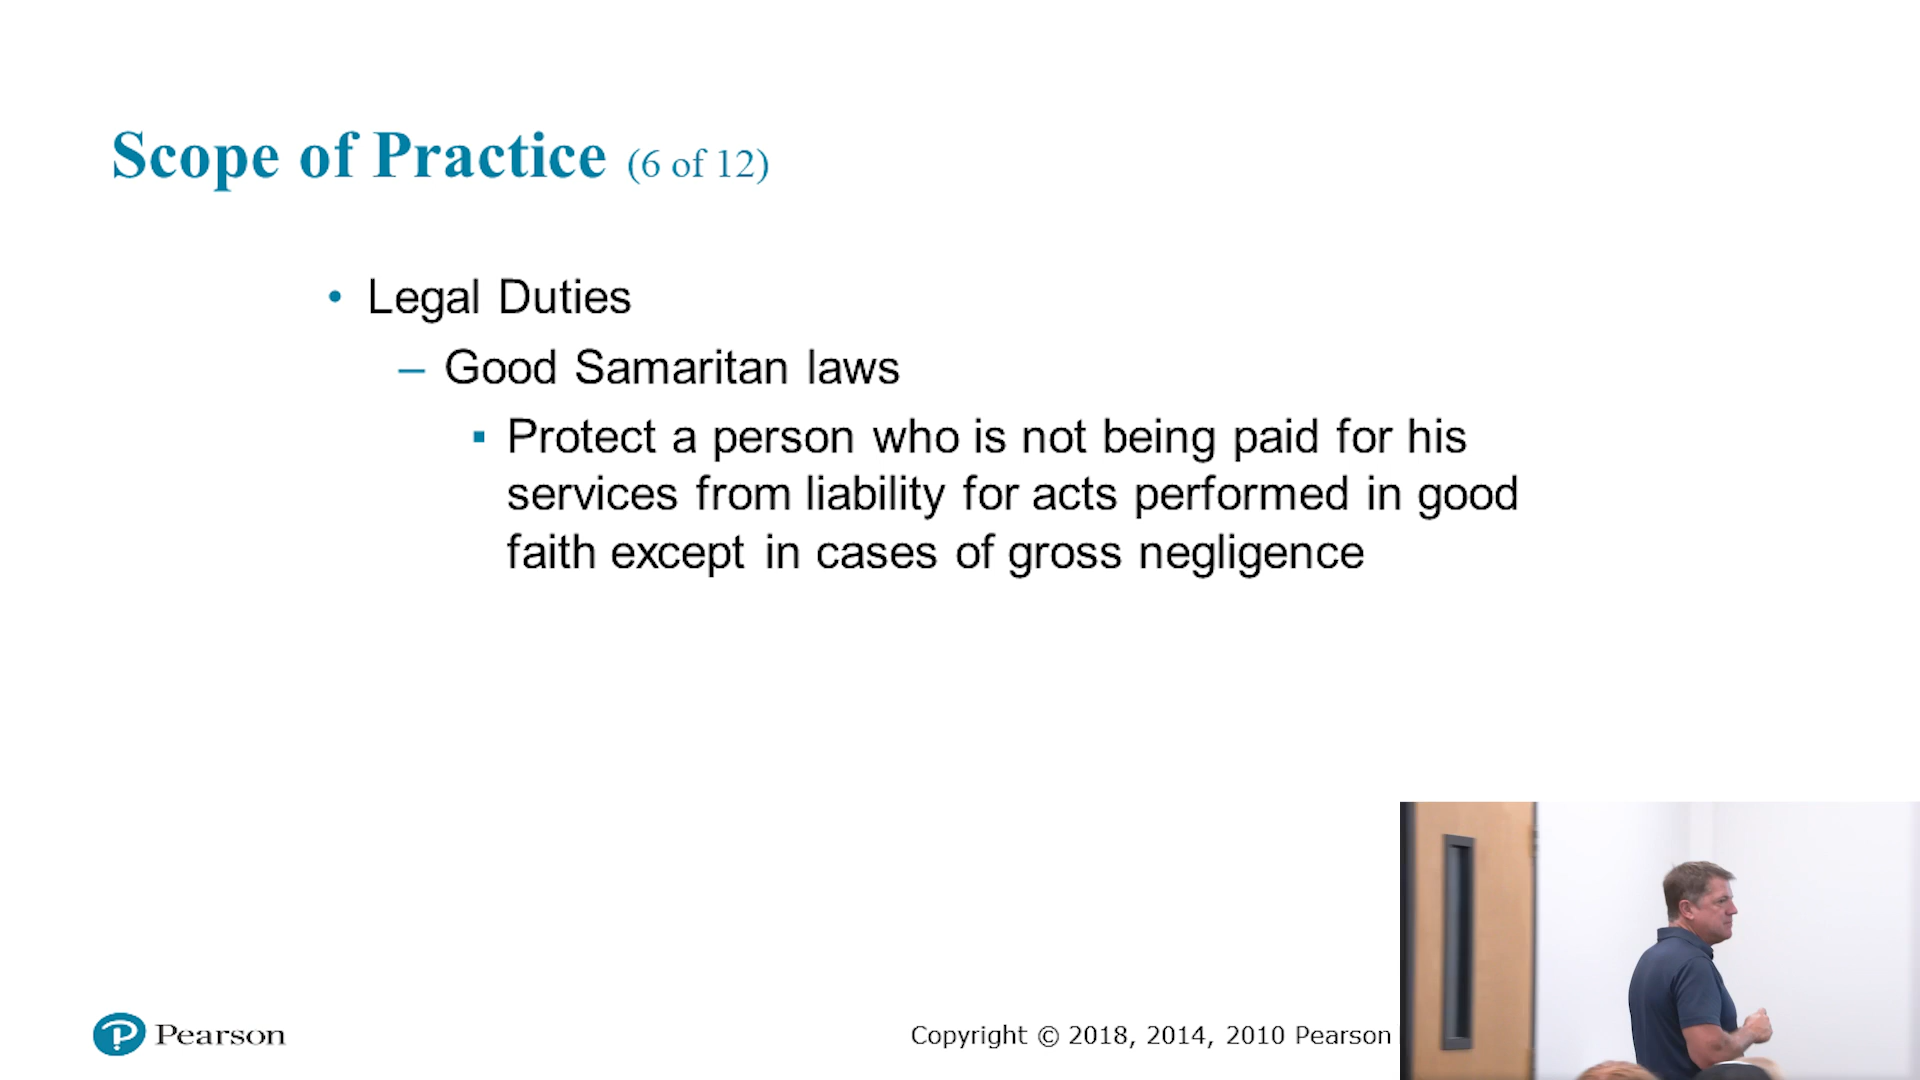 Scope of Practice (6 of 12)
• Legal Duties
– Good Samaritan laws
▪ Protect a person who is not being paid for his
services from liability for acts performed in good
faith except in cases of gross negligence
Pearson
Copyright © 2018, 2014, 2010 Pearson